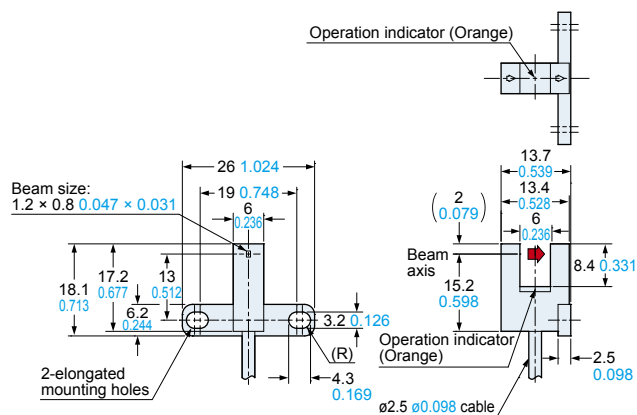 Operation indicator (Orange)
13.7
0.539
26 1.024
13.4
0.528
Beam size:
1.2 × 0.8 0.047 × 0.031
19 0.748
(2
0.079)
6
0.236
6
0.236
Beam
axis
8.4 0.331
18.1
0.713
17.2
0.677
13
0.512
15.2
0.598
6.2
0.244
3.2 0.126
Operation indicator
(Orange)
(R)
2-elongated
mounting holes
4.3
0.169
2.5
0.098
ø2.5 ø0.098 cable